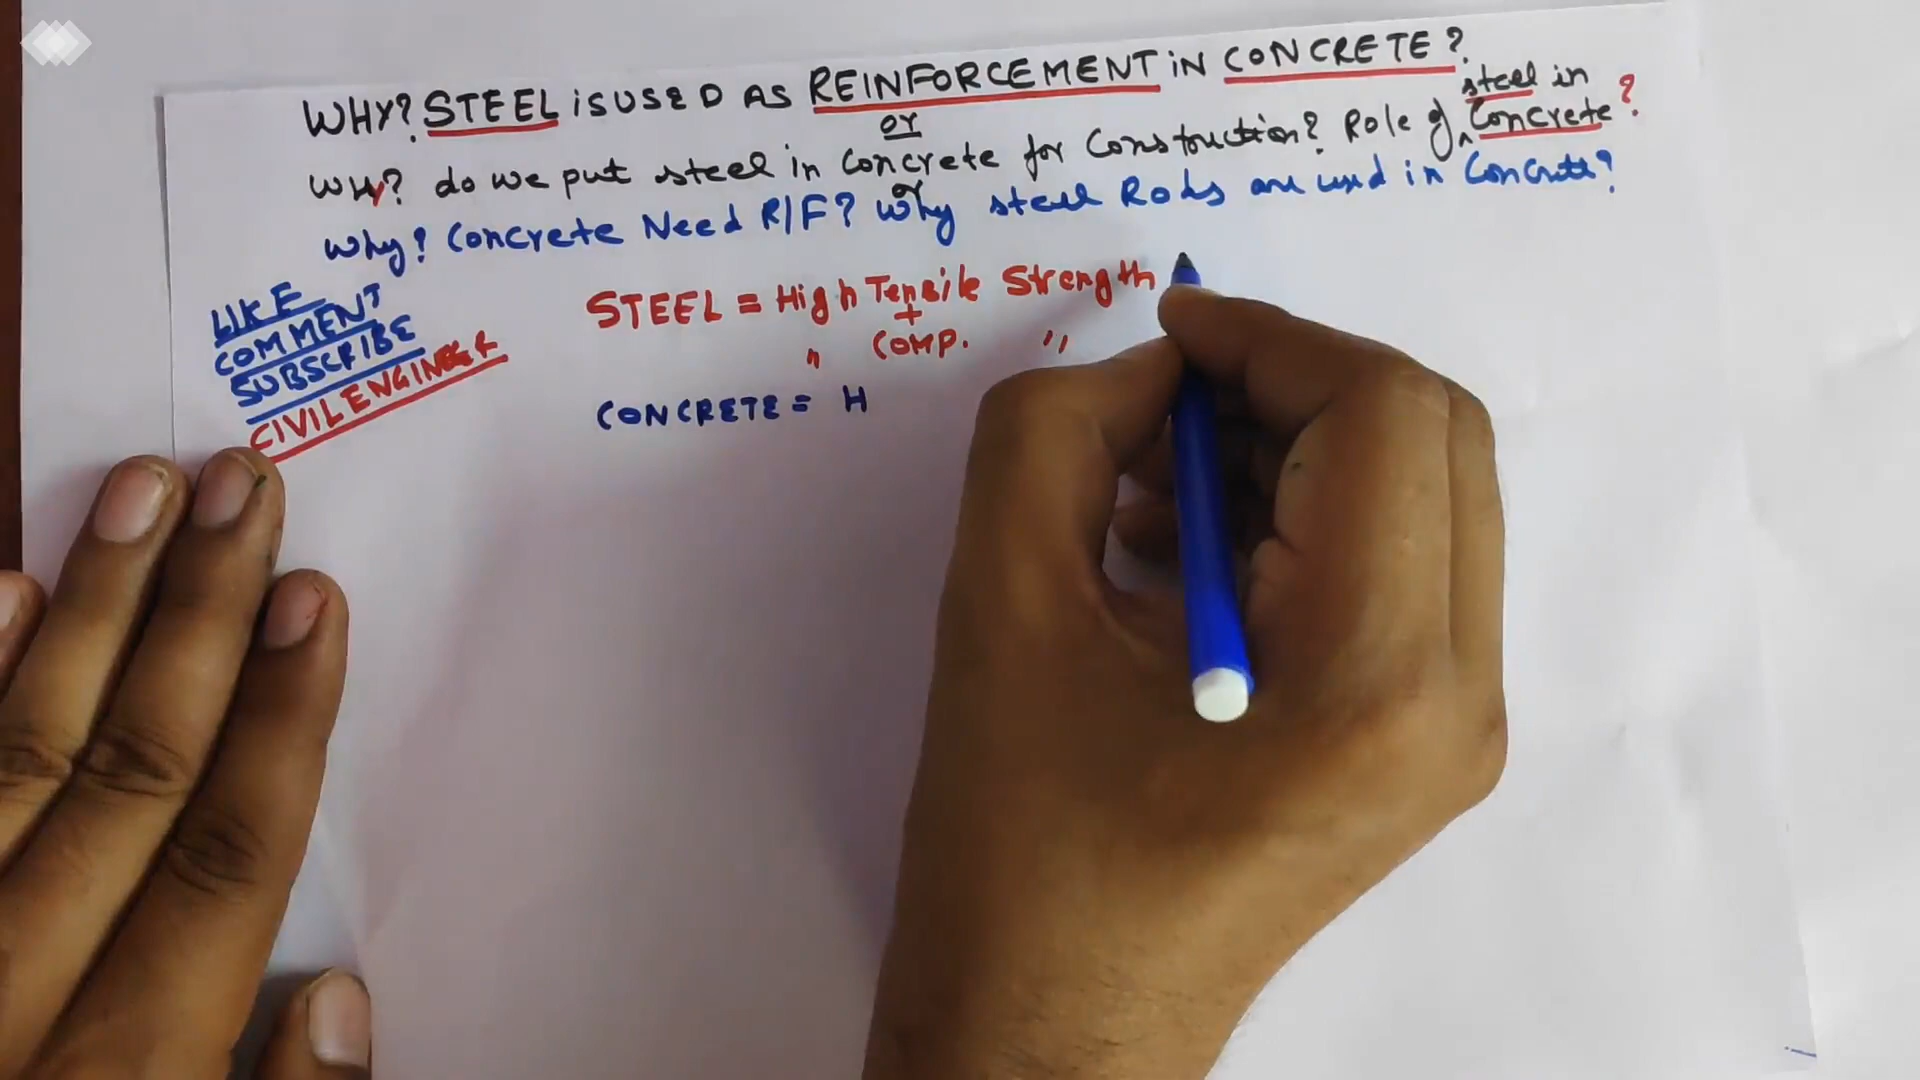 WHY? STEEL is USED AS REINFORCEMENT iN CONCRETE?
or
WHy? do we put steel in Concrete for Construction? Role of steel in Concrete?
or
Why? Concrete Need R/F? Why steel Rods are used in Concrete?
LIKE
COMMENT
SUBSCRIBE
CIVIL ENGINEER
STEEL = High Tensile Strength
+
" COMP. "
CONCRETE = H